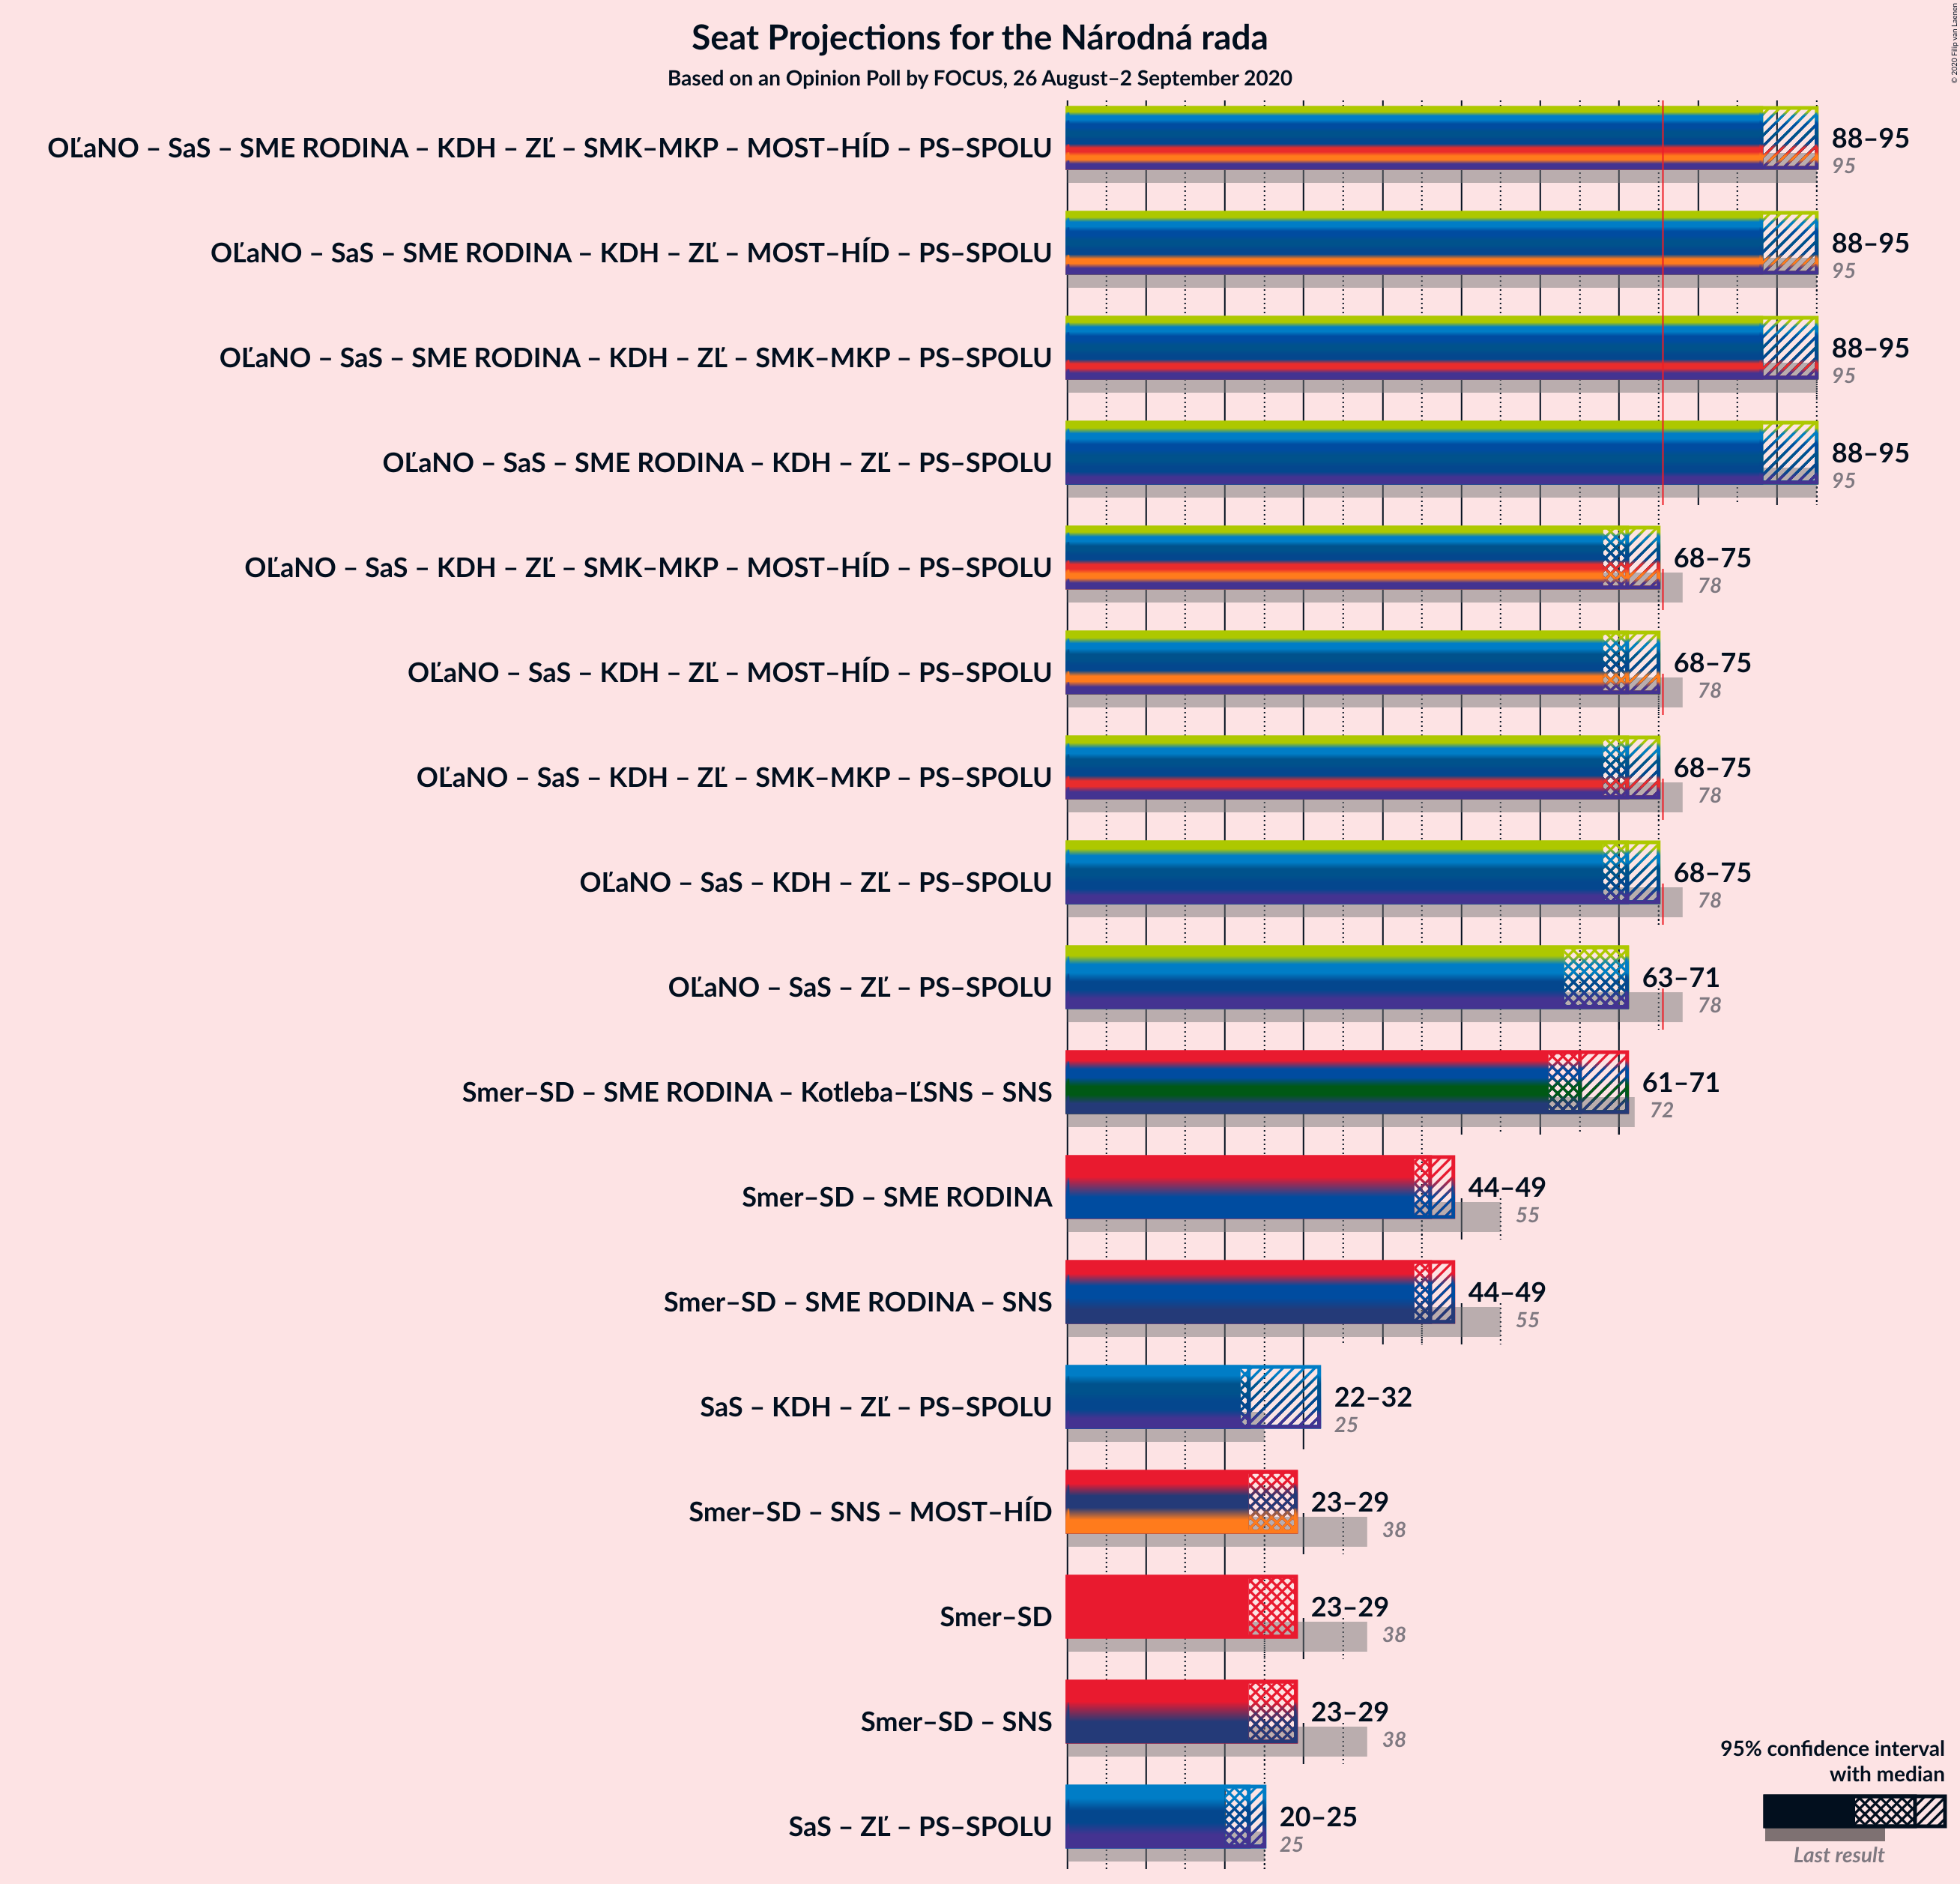 Seat Projections for the Národná rada
Based on an Opinion Poll by FOCUS, 26 August–2 September 2020
© 2020 Filip van Laenen
OĽaNO – SaS – SME RODINA – KDH – ZĽ – SMK–MKP – MOST–HÍD – PS–SPOLU
88–95
95
OĽaNO – SaS – SME RODINA – KDH – ZĽ – MOST–HÍD – PS–SPOLU
88–95
95
OĽaNO – SaS – SME RODINA – KDH – ZĽ – SMK–MKP – PS–SPOLU
88–95
95
OĽaNO – SaS – SME RODINA – KDH – ZĽ – PS–SPOLU
88–95
95
OĽaNO – SaS – KDH – ZĽ – SMK–MKP – MOST–HÍD – PS–SPOLU
68–75
78
OĽaNO – SaS – KDH – ZĽ – MOST–HÍD – PS–SPOLU
68–75
78
OĽaNO – SaS – KDH – ZĽ – SMK–MKP – PS–SPOLU
68–75
78
OĽaNO – SaS – KDH – ZĽ – PS–SPOLU
68–75
78
OĽaNO – SaS – ZĽ – PS–SPOLU
63–71
78
Smer–SD – SME RODINA – Kotleba–ĽSNS – SNS
61–71
72
Smer–SD – SME RODINA
44–49
55
Smer–SD – SME RODINA – SNS
44–49
55
SaS – KDH – ZĽ – PS–SPOLU
22–32
25
Smer–SD – SNS – MOST–HÍD
23–29
38
Smer–SD
23–29
38
Smer–SD – SNS
23–29
38
SaS – ZĽ – PS–SPOLU
20–25
25
95% confidence interval
with median
Last result